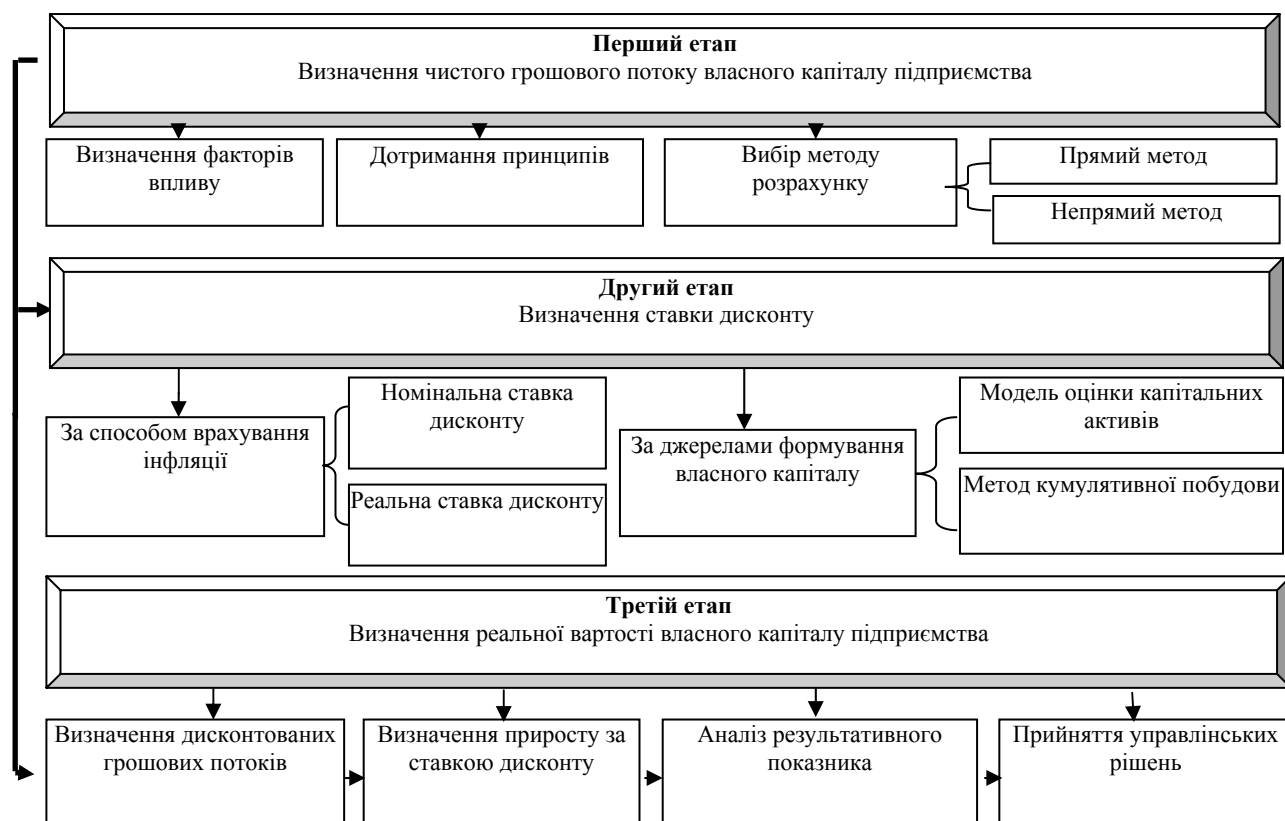 Перший етап
Визначення чистого грошового потоку власного капіталу підприємства
Визначення факторів
впливу
Дотримання принципів
Вибір методу
розрахунку
Прямий метод
Непрямий метод
Другий етап
Визначення ставки дисконту
За способом врахування
інфляції
Номінальна ставка
дисконту
Реальна ставка дисконту
За джерелами формування
власного капіталу
Модель оцінки капітальних
активів
Метод кумулятивної побудови
Третій етап
Визначення реальної вартості власного капіталу підприємства
Визначення дисконтованих
грошових потоків
Визначення приросту за
ставкою дисконту
Аналіз результативного
показника
Прийняття управлінських
рішень